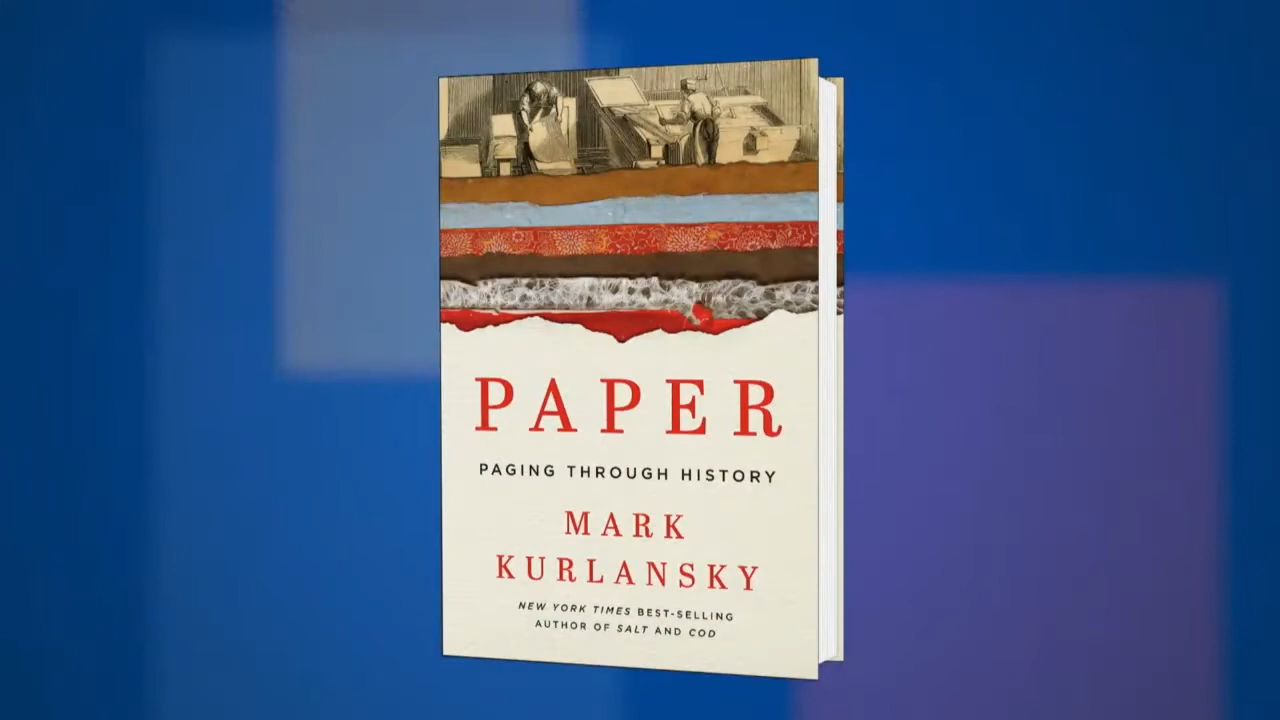 PAPER
PAGING THROUGH HISTORY
MARK
KURLANSKY
NEW YORK TIMES BEST-SELLING
AUTHOR OF SALT AND COD